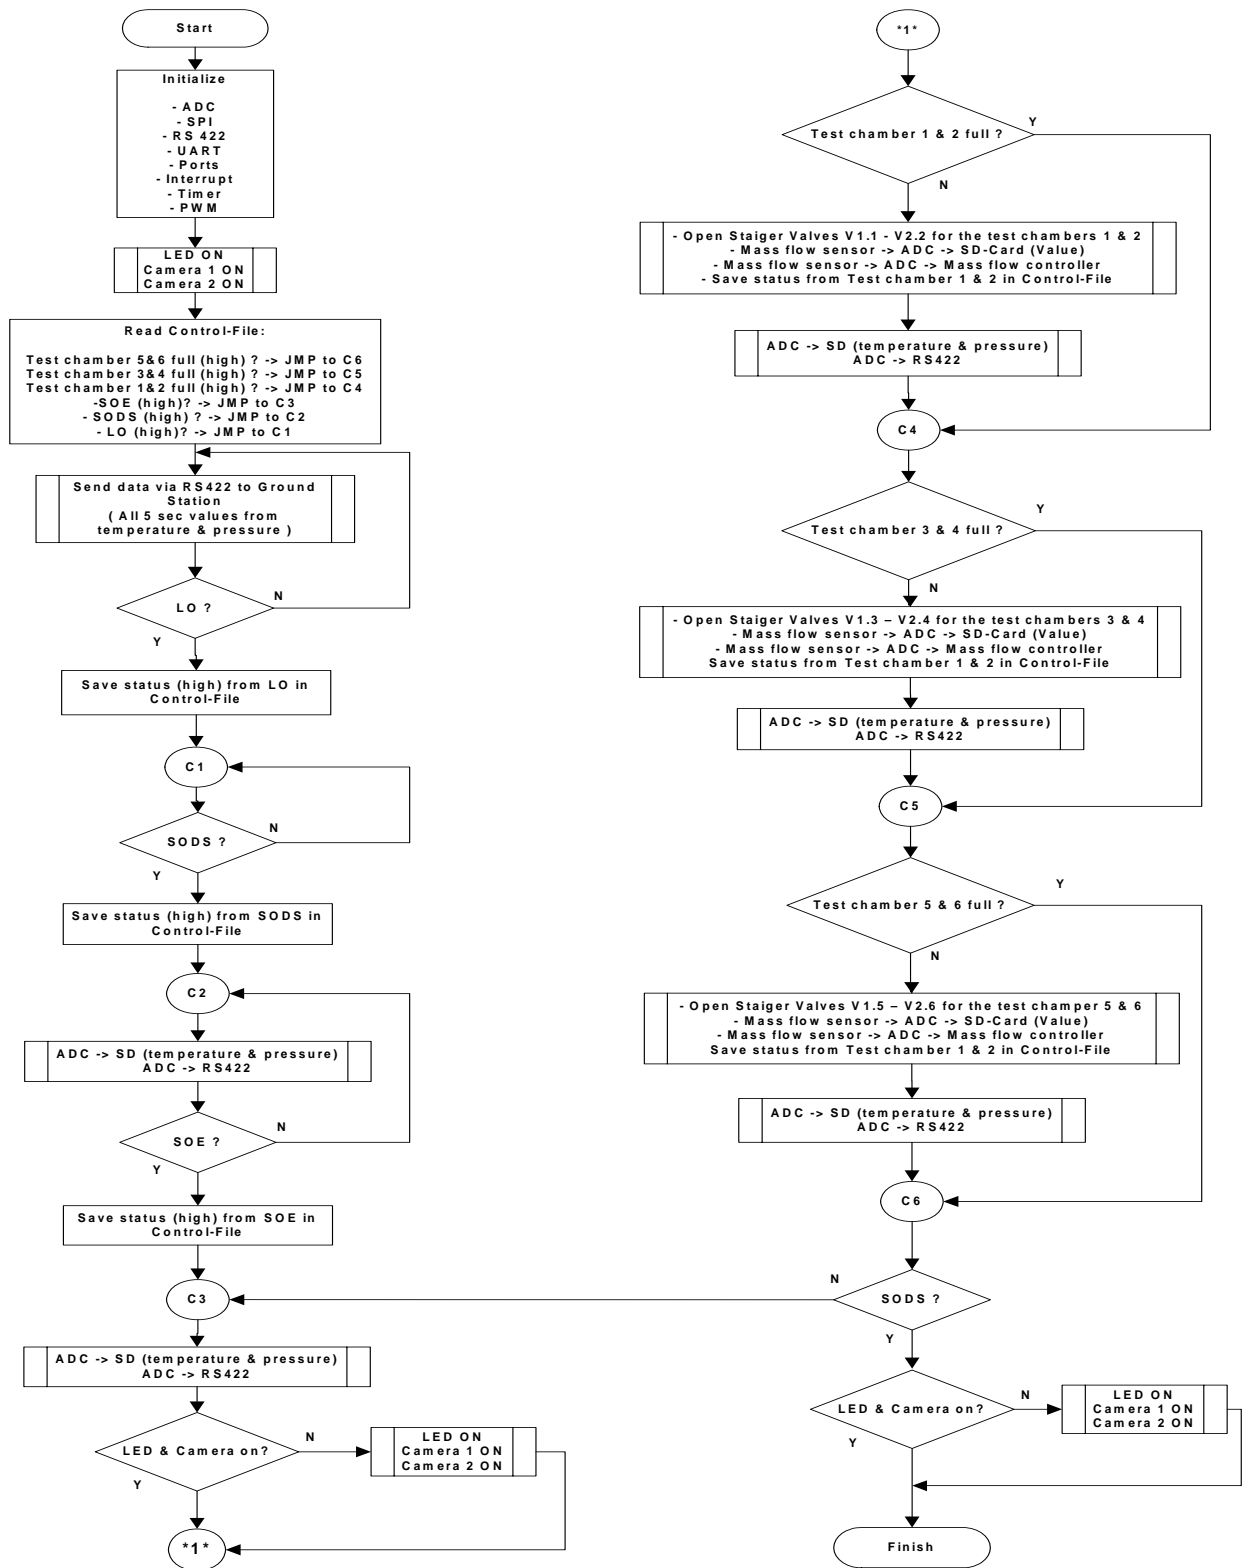 Start
Initialize
- ADC
- SPI
- RS 422
- UART
- Ports
- Interrupt
- Timer
- PWM
LED ON
Camera 1 ON
Camera 2 ON
Read Control-File:
Test chamber 5&6 full (high) ? -> JMP to C6
Test chamber 3&4 full (high) ? -> JMP to C5
Test chamber 1&2 full (high) ? -> JMP to C4
-SOE (high)? -> JMP to C3
- SODS (high) ? -> JMP to C2
- LO (high)? -> JMP to C1
Send data via RS422 to Ground
Station
( All 5 sec values from
temperature & pressure )
LO ?
N
Y
Save status (high) from LO in
Control-File
C1
SODS ?
N
Y
Save status (high) from SODS in
Control-File
C2
ADC -> SD (temperature & pressure)
ADC -> RS422
SOE ?
N
Y
Save status (high) from SOE in
Control-File
C3
ADC -> SD (temperature & pressure)
ADC -> RS422
LED & Camera on?
N
Y
LED ON
Camera 1 ON
Camera 2 ON
*1*
*1*
Test chamber 1 & 2 full ?
Y
N
- Open Staiger Valves V1.1 - V2.2 for the test chambers 1 & 2
- Mass flow sensor -> ADC -> SD-Card (Value)
- Mass flow sensor -> ADC -> Mass flow controller
- Save status from Test chamber 1 & 2 in Control-File
ADC -> SD (temperature & pressure)
ADC -> RS422
C4
Test chamber 3 & 4 full ?
Y
N
- Open Staiger Valves V1.3 – V2.4 for the test chambers 3 & 4
- Mass flow sensor -> ADC -> SD-Card (Value)
- Mass flow sensor -> ADC -> Mass flow controller
Save status from Test chamber 1 & 2 in Control-File
ADC -> SD (temperature & pressure)
ADC -> RS422
C5
Test chamber 5 & 6 full ?
Y
N
- Open Staiger Valves V1.5 – V2.6 for the test champer 5 & 6
- Mass flow sensor -> ADC -> SD-Card (Value)
- Mass flow sensor -> ADC -> Mass flow controller
Save status from Test chamber 1 & 2 in Control-File
ADC -> SD (temperature & pressure)
ADC -> RS422
C6
SODS ?
N
Y
LED & Camera on?
N
Y
LED ON
Camera 1 ON
Camera 2 ON
Finish